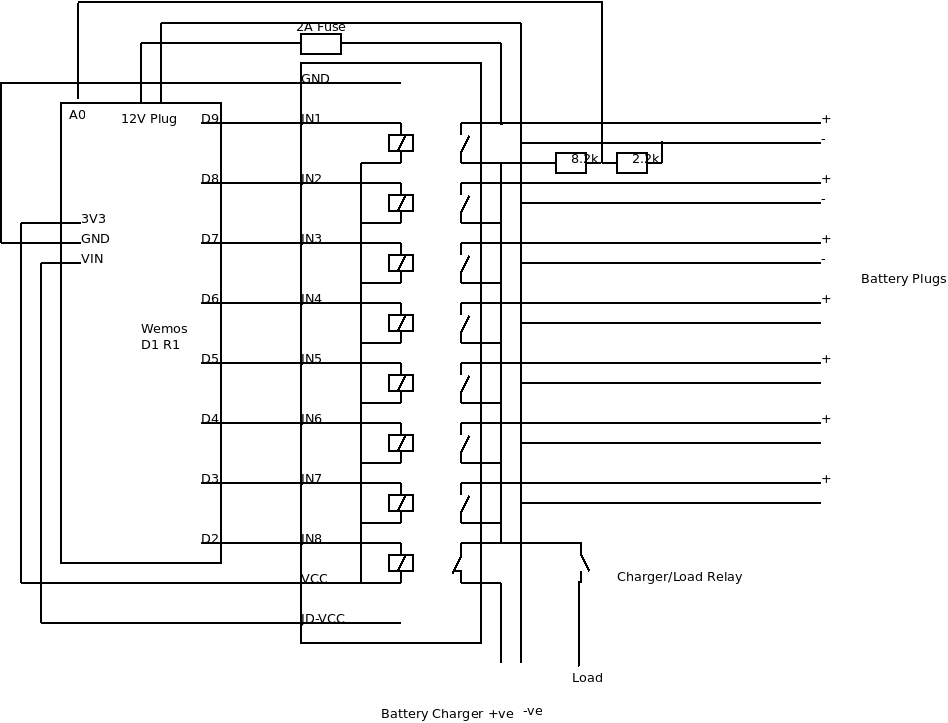 2A Fuse
GND
A0
12V Plug
D9
IN1
+
-
8.2k
2.2k
D8
IN2
+
-
3V3
GND
VIN
D7
IN3
+
-
Battery Plugs
D6
IN4
+
Wemos
D1 R1
D5
IN5
+
D4
IN6
+
D3
IN7
+
D2
IN8
VCC
Charger/Load Relay
JD-VCC
Load
Battery Charger +ve -ve